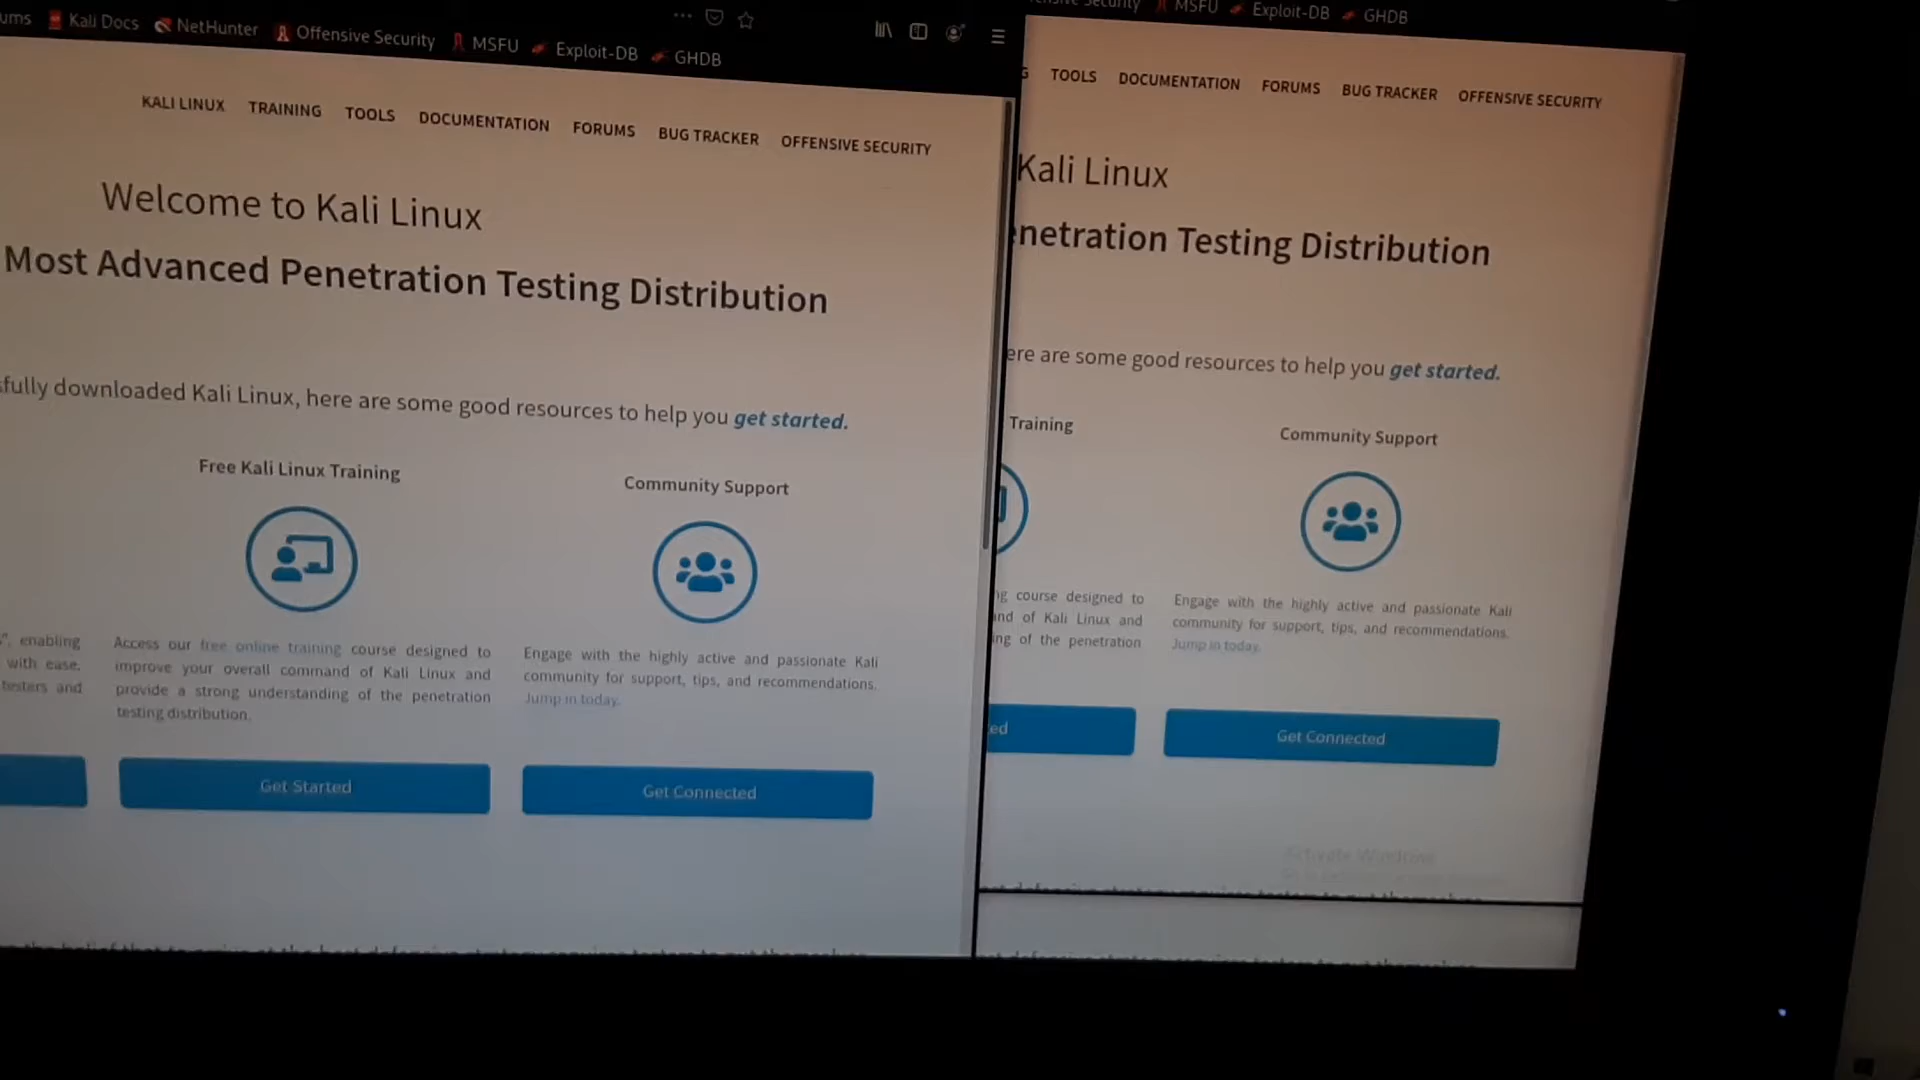 Kali Docs NetHunter Offensive Security MSFU Exploit-DB GHDB
KALI LINUX TRAINING TOOLS DOCUMENTATION FORUMS BUG TRACKER OFFENSIVE SECURITY
Welcome to Kali Linux
Most Advanced Penetration Testing Distribution
fully downloaded Kali Linux, here are some good resources to help you get started.
Free Kali Linux Training
Community Support
enabling
with ease,
testers and
Access our free online training course designed to
improve your overall command of Kali Linux and
provide a strong understanding of the penetration
testing distribution.
Engage with the highly active and passionate Kali
community for support, tips, and recommendations.
Jump in today.
Get Started
Get Connected
MSFU Exploit-DB GHDB
TOOLS DOCUMENTATION FORUMS BUG TRACKER OFFENSIVE SECURITY
Kali Linux
netration Testing Distribution
ere are some good resources to help you get started.
Training
Community Support
ng course designed to
and of Kali Linux and
ing of the penetration
Engage with the highly active and passionate Kali
community for support, tips, and recommendations.
Jump in today.
ed
Get Connected
Activate Windows